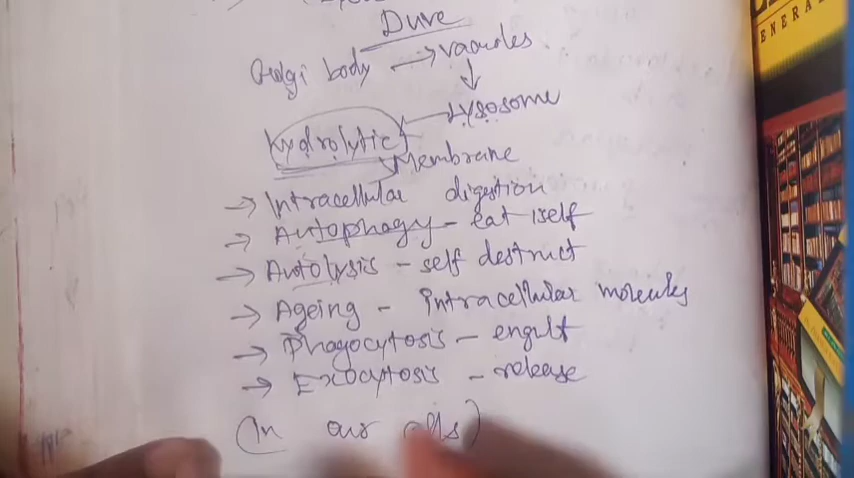 Duve
Golgi body → vacuoles
↓
Lysosome
Hydrolytic
Membrane
→ Intracellular digestion
→ Autophagy - eat itself
→ Autolysis - self destruct
→ Ageing - intracellular molecules
→ Phagocytosis - engulf
→ Exocytosis - release
(In our cells)
ENERAL